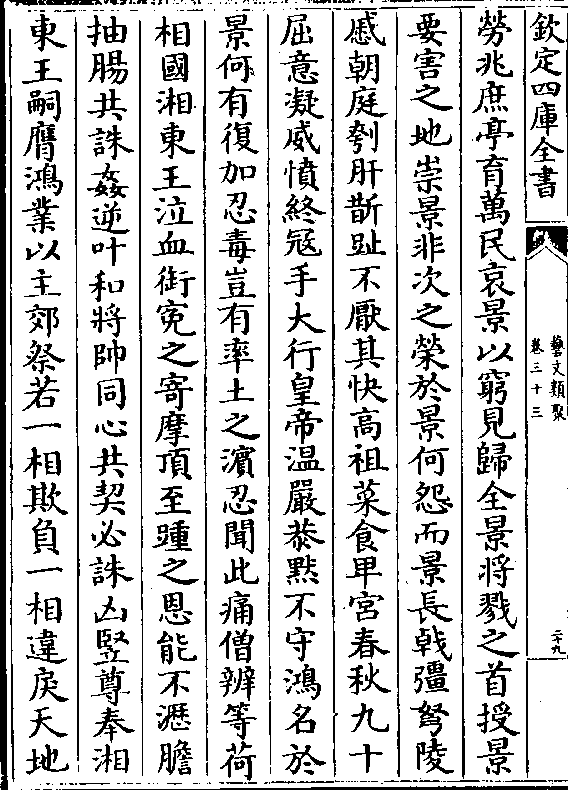 欽定四庫全書
藝文類聚
卷三十三
二十九
勞兆庶亭育萬民哀景以窮見歸全景將戮之首授景
要害之地崇景非次之榮於景何怨而景長戟彊弩陵
慼朝庭刳肝斮趾不厭其快高祖菜食卑宮春秋九十
屈意凝威憤終冦手大行皇帝温嚴恭黙不守鴻名於
景何有復加忍毒豈有率土之濵忍聞此痛僧辨等荷
相國湘東王泣血銜寃之寄摩頂至踵之恩能不瀝膽
抽腸共誅姦逆叶和將帥同心共契必誅凶竪尊奉湘
東王嗣膺鴻業以主郊祭若一相欺負一相違戾天地